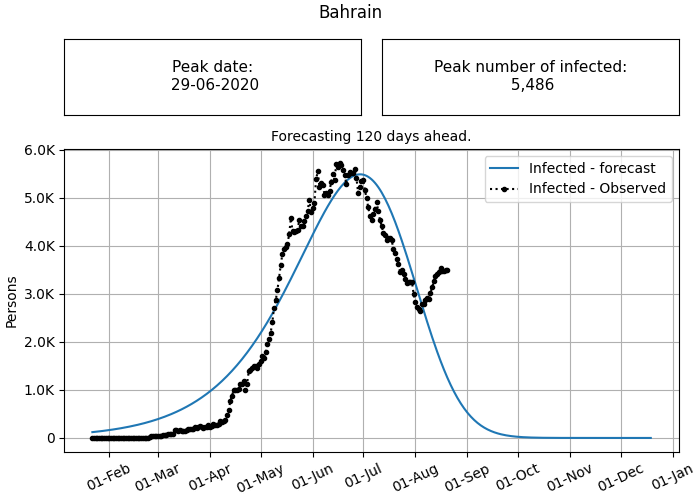 Bahrain
Peak date:
29-06-2020
Peak number of infected:
5,486
Forecasting 120 days ahead.
6.0K
5.0K
4.0K
3.0K
2.0K
1.0K
0
Persons
Infected - forecast
Infected - Observed
01-Feb
01-Mar
01-Apr
01-May
01-Jun
01-Jul
01-Aug
01-Sep
01-Oct
01-Nov
01-Dec
01-Jan